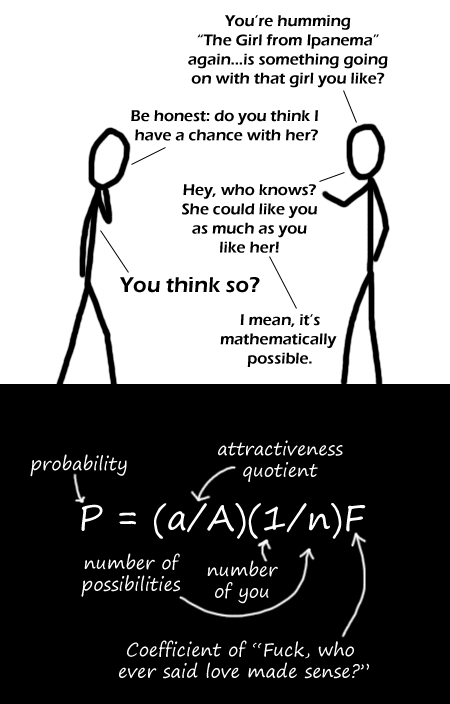 You're humming
"The Girl from Ipanema"
again...is something going
on with that girl you like?
Be honest: do you think I
have a chance with her?
Hey, who knows?
She could like you
as much as you
like her!
You think so?
I mean, it's
mathematically
possible.
attractiveness
quotient
probability
P = (a/A)(1/n)F
number of
possibilities
number
of you
Coefficient of "Fuck, who
ever said love made sense?"